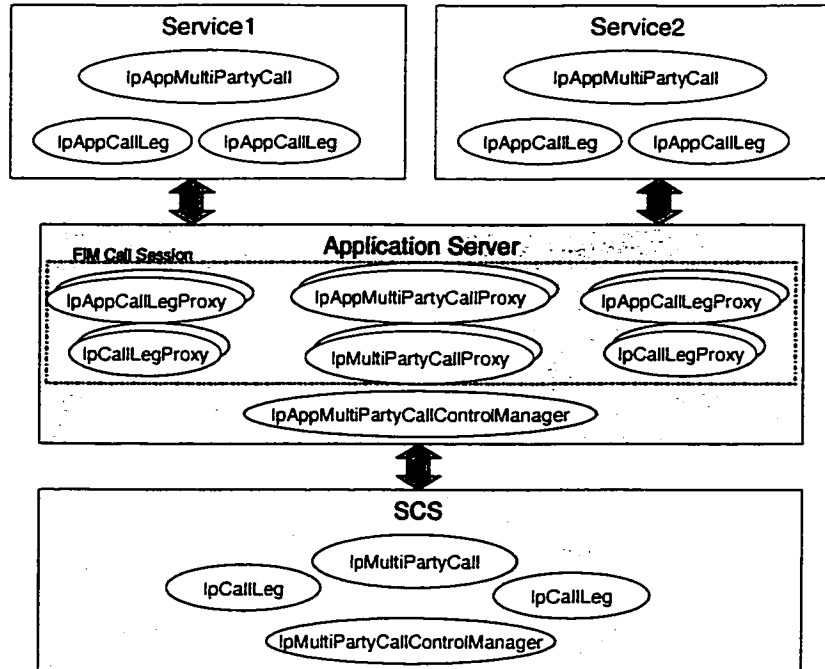 Service1
IpAppMultiPartyCall
IpAppCallLeg
IpAppCallLeg
Service2
IpAppMultiPartyCall
IpAppCallLeg
IpAppCallLeg
Application Server
FIM Call Session
IpAppCallLegProxy
IpAppMultiPartyCallProxy
IpAppCallLegProxy
IpCallLegProxy
IpMultiPartyCallProxy
IpCallLegProxy
IpAppMultiPartyCallControlManager
SCS
IpMultiPartyCall
IpCallLeg
IpCallLeg
IpMultiPartyCallControlManager